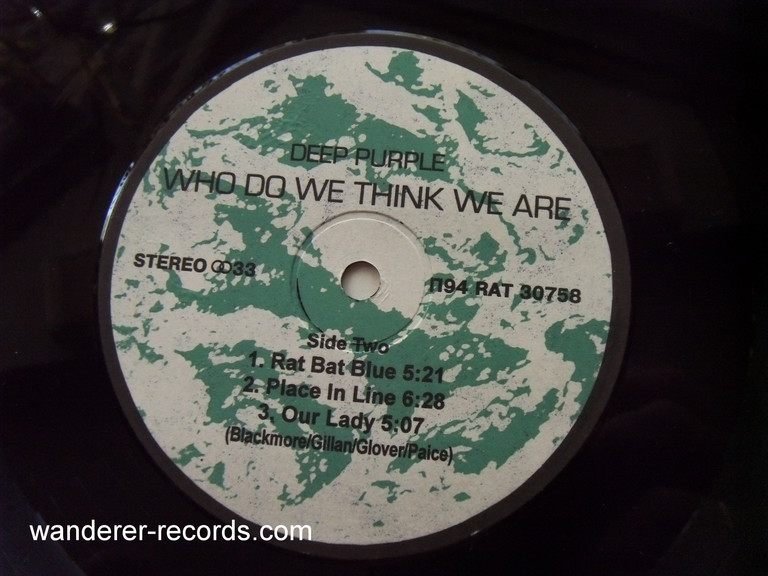 DEEP PURPLE
WHO DO WE THINK WE ARE
STEREO 33
П94 RAT 30758
Side Two
1. Rat Bat Blue 5:21
2. Place In Line 6:28
3. Our Lady 5:07
(Blackmore/Gillan/Glover/Paice)
wanderer-records.com